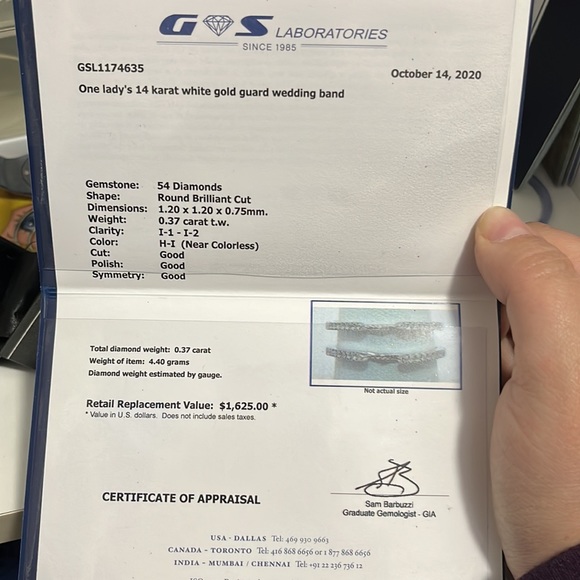 GS LABORATORIES
SINCE 1985
GSL1174635 October 14, 2020
One lady's 14 karat white gold guard wedding band
Gemstone: 54 Diamonds
Shape: Round Brilliant Cut
Dimensions: 1.20 x 1.20 x 0.75mm.
Weight: 0.37 carat t.w.
Clarity: I-1 - I-2
Color: H-I (Near Colorless)
Cut: Good
Polish: Good
Symmetry: Good
Total diamond weight: 0.37 carat
Weight of item: 4.40 grams
Diamond weight estimated by gauge.
Not actual size
Retail Replacement Value: $1,625.00 *
* Value in U.S. dollars. Does not include sales taxes.
CERTIFICATE OF APPRAISAL
Sam Barbuzzi
Graduate Gemologist - GIA
USA - DALLAS Tel: 469 930 9663
CANADA - TORONTO Tel: 416 868 6656 or 1 877 868 6656
INDIA - MUMBAI / CHENNAI Tel: +91 22 236 736 12